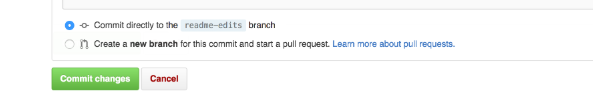 Commit directly to the readme-edits branch
Create a new branch for this commit and start a pull request. Learn more about pull requests.
Commit changes Cancel